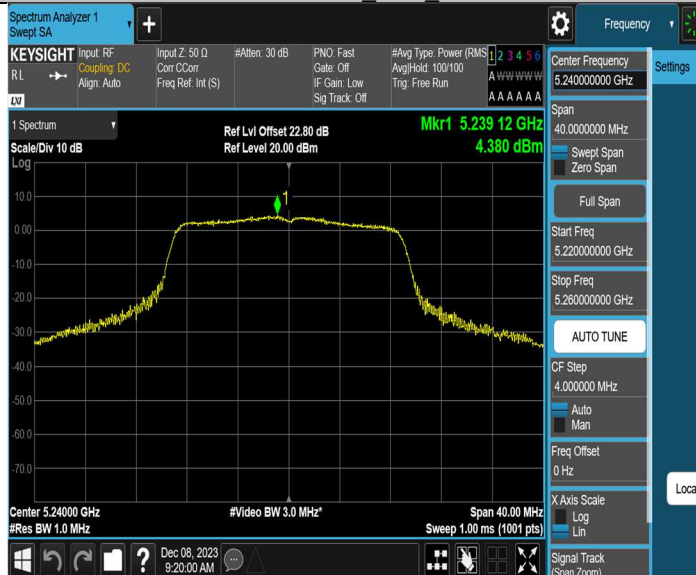 Spectrum Analyzer 1
Swept SA
+
Frequency
KEYSIGHT
Input: RF
Input Z: 50 Ω
#Atten: 30 dB
PNO: Fast
#Avg Type: Power (RMS
1 2 3 4 5 6
RL
Coupling: DC
Corr CCorr
Gate: Off
Avg|Hold: 100/100
A W W W W W
Align: Auto
Freq Ref: Int (S)
IF Gain: Low
Trig: Free Run
Sig Track: Off
A A A A A A
LXI
1 Spectrum
Ref Lvl Offset 22.80 dB
Mkr1 5.239 12 GHz
Scale/Div 10 dB
Ref Level 20.00 dBm
4.380 dBm
Log
1
10.0
0.00
-10.0
-20.0
-30.0
-40.0
-50.0
-60.0
-70.0
Center 5.24000 GHz
#Video BW 3.0 MHz*
Span 40.00 MHz
#Res BW 1.0 MHz
Sweep 1.00 ms (1001 pts)
?
Dec 08, 2023
9:20:00 AM
Center Frequency
5.240000000 GHz
Settings
Span
40.0000000 MHz
Swept Span
Zero Span
Full Span
Start Freq
5.220000000 GHz
Stop Freq
5.260000000 GHz
AUTO TUNE
CF Step
4.000000 MHz
Auto
Man
Freq Offset
0 Hz
X Axis Scale
Log
Lin
Loca
Signal Track
(Span Zoom)